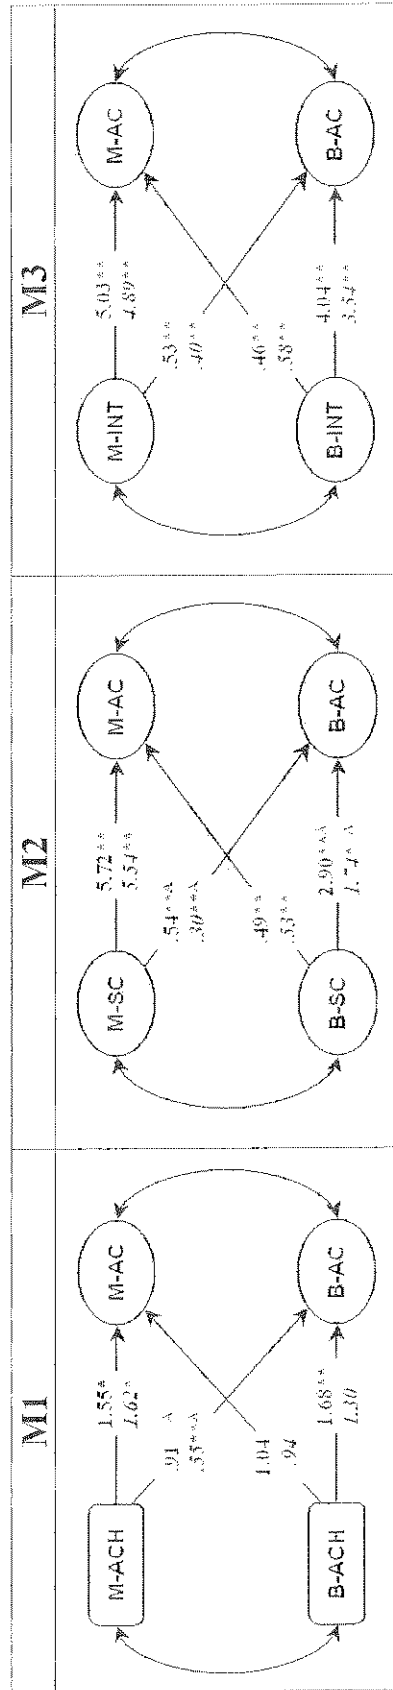 M1
M-ACH
M-AC
1.55*
1.62*
.91 A
.55**A
1.04
.94
1.68**
1.30
B-ACH
B-AC
M2
M-SC
M-AC
5.72**
5.54**
.54**A
.30**A
.49**
.53**
2.90**A
1.74*A
B-SC
B-AC
M3
M-INT
M-AC
5.03**
4.89**
.53**
.40**
.46**
.58**
4.04**
3.54**
B-INT
B-AC